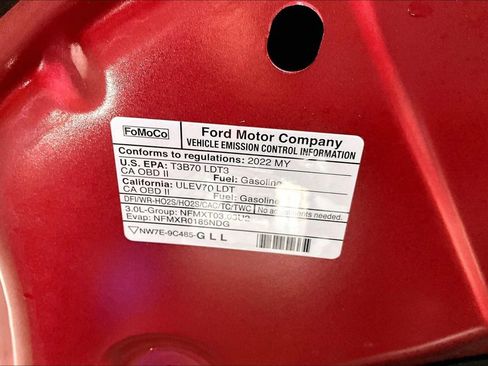 FoMoCo
Ford Motor Company
VEHICLE EMISSION CONTROL INFORMATION
Conforms to regulations: 2022 MY
U.S. EPA: T3B70 LDT3
CA OBD II Fuel: Gasoline
California: ULEV70 LDT
CA OBD II Fuel: Gasoline
DFI/WR-HO2S/HO2S/CAC/TC/TWC No adjustments needed.
3.0L-Group: NFMXT03.03U2
Evap: NFMXR0185NDG
NW7E-9C485-GLL